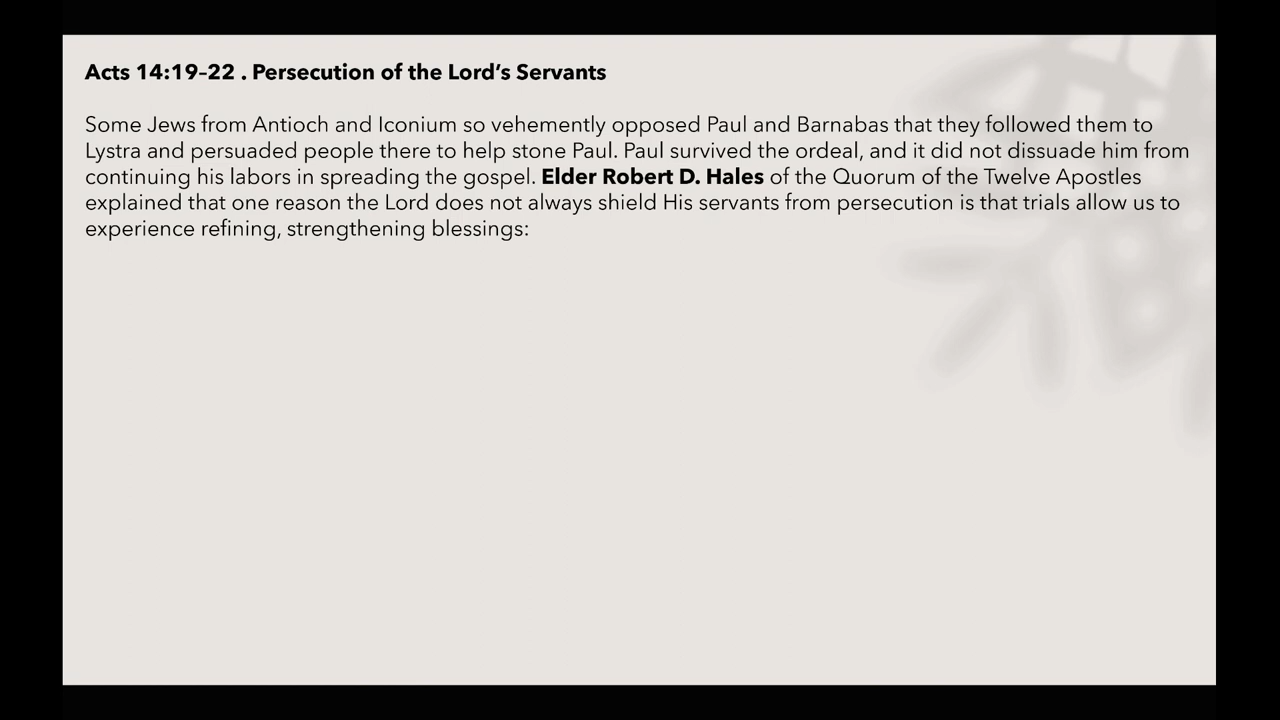 Acts 14:19–22 . Persecution of the Lord’s Servants
Some Jews from Antioch and Iconium so vehemently opposed Paul and Barnabas that they followed them to
Lystra and persuaded people there to help stone Paul. Paul survived the ordeal, and it did not dissuade him from
continuing his labors in spreading the gospel. Elder Robert D. Hales of the Quorum of the Twelve Apostles
explained that one reason the Lord does not always shield His servants from persecution is that trials allow us to
experience refining, strengthening blessings: